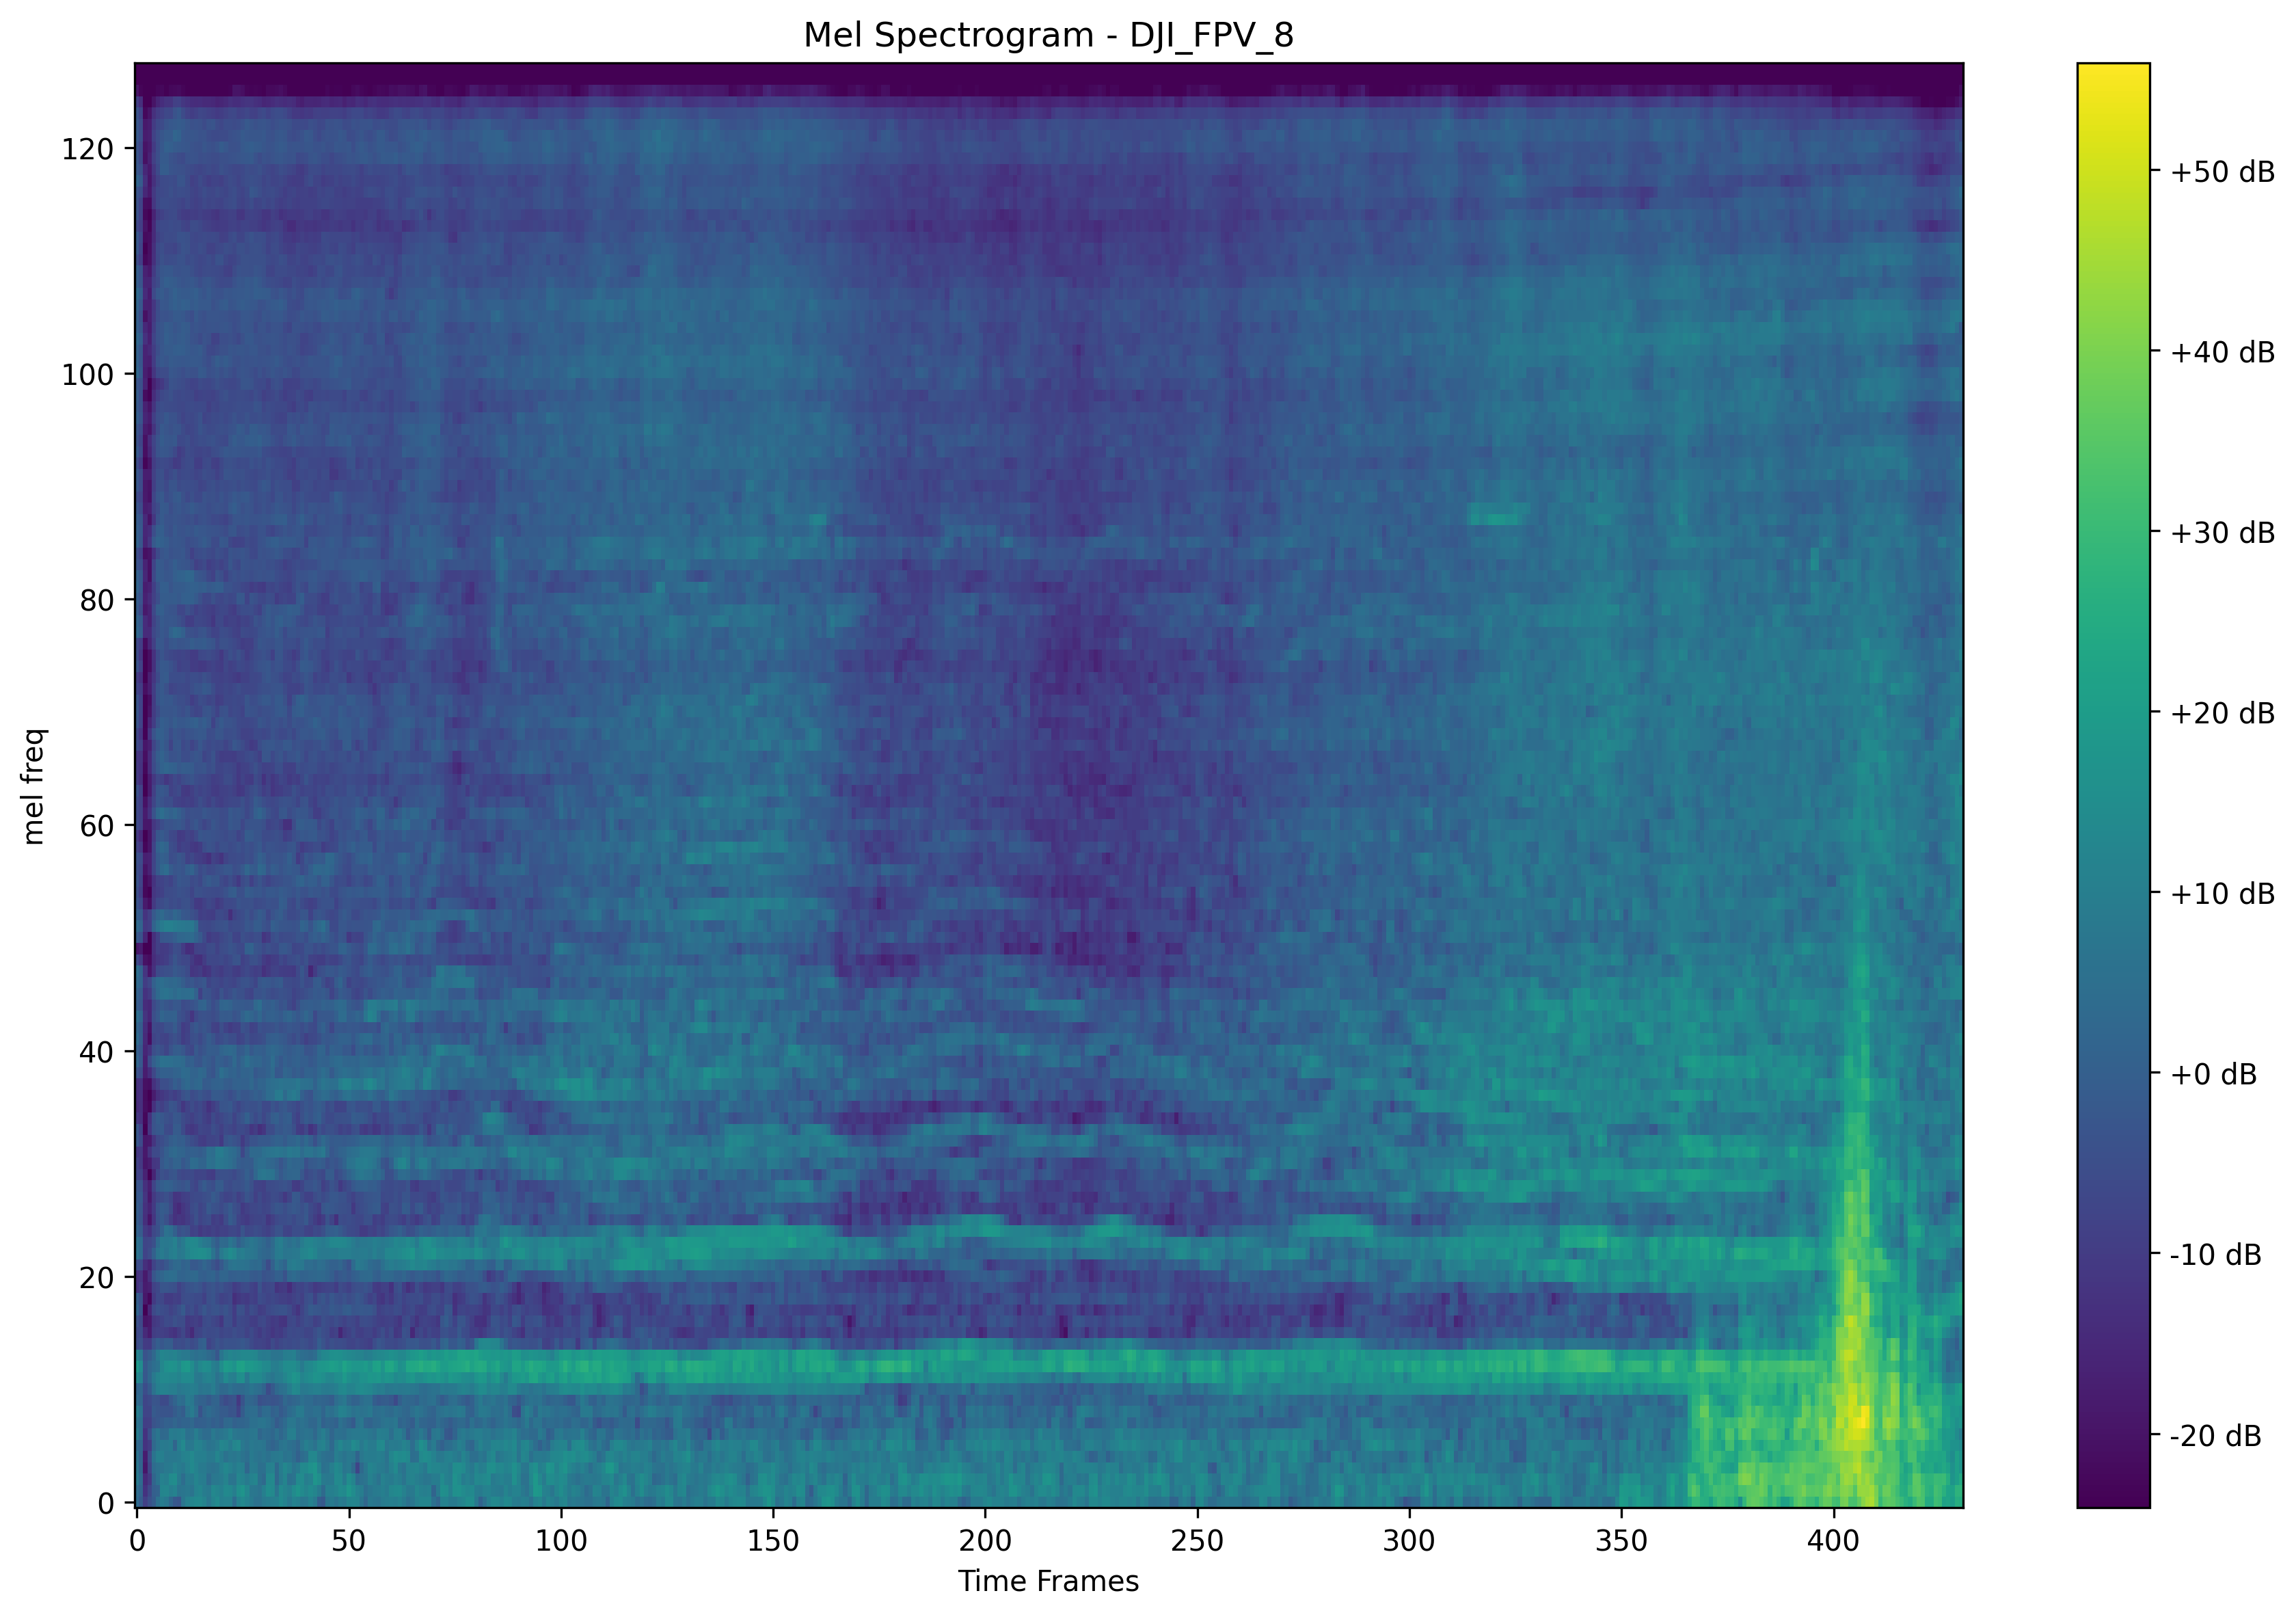 Mel Spectrogram - DJI_FPV_8
mel freq
120
100
80
60
40
20
0
0 50 100 150 200 250 300 350 400
Time Frames
+50 dB
+40 dB
+30 dB
+20 dB
+10 dB
+0 dB
-10 dB
-20 dB